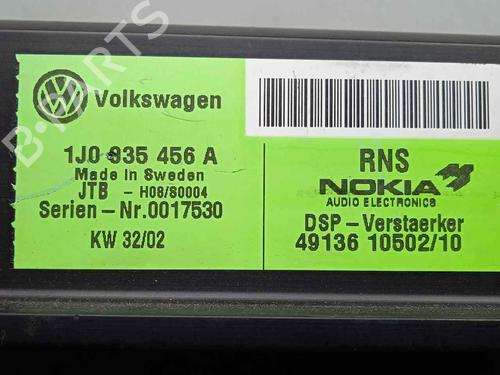 B-PARTS
Volkswagen
1J0 935 456 A
Made in Sweden
JTB - H08/S0004
Serien-Nr.0017530
KW 32/02
RNS
NOKIA
AUDIO ELECTRONICS
DSP-Verstaerker
49136 10502/10